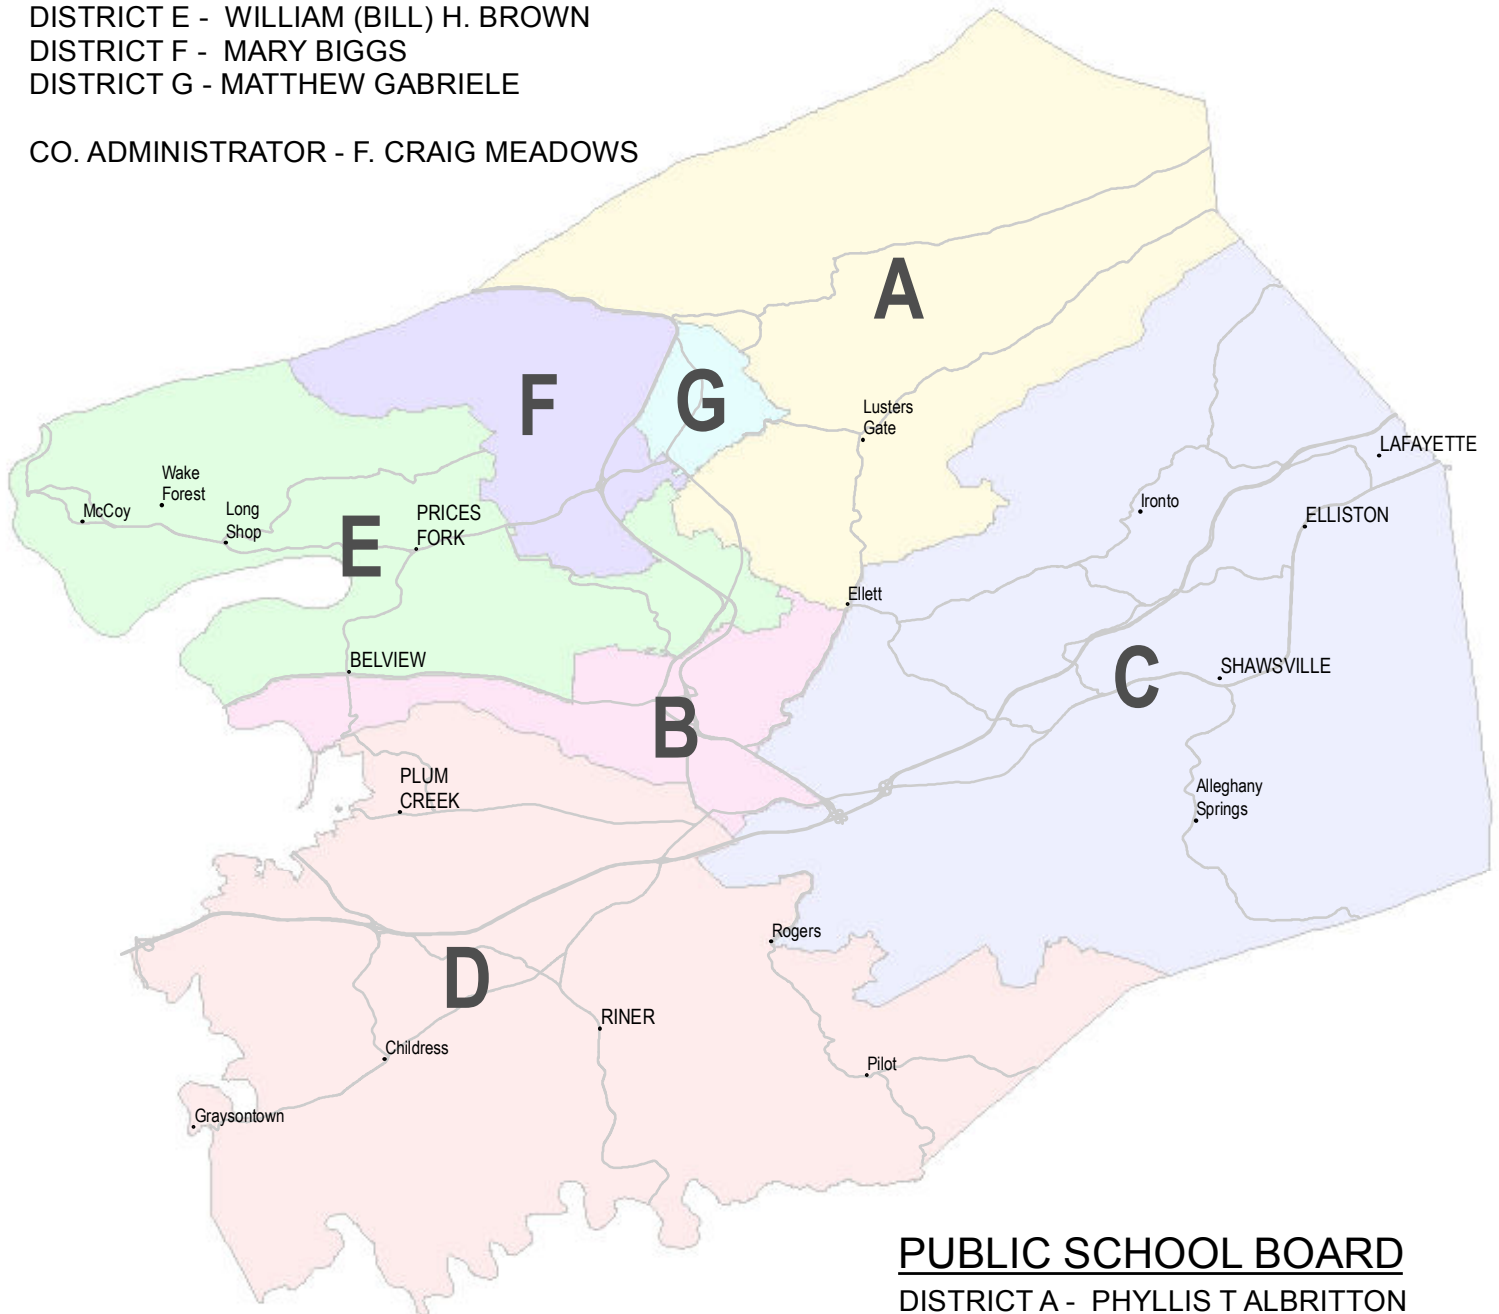 DISTRICT E - WILLIAM (BILL) H. BROWN
DISTRICT F - MARY BIGGS
DISTRICT G - MATTHEW GABRIELE
CO. ADMINISTRATOR - F. CRAIG MEADOWS
A
F
G
Lusters
Gate
LAFAYETTE
Wake
Forest
McCoy
Long
Shop
E
PRICES
FORK
Ironto
ELLISTON
Ellett
BELVIEW
C
SHAWSVILLE
B
PLUM
CREEK
Alleghany
Springs
Rogers
D
RINER
Childress
Pilot
Graysontown
PUBLIC SCHOOL BOARD
DISTRICT A - PHYLLIS T ALBRITTON